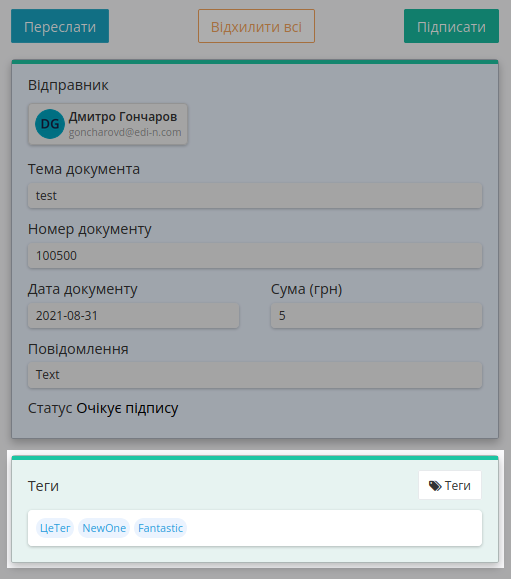 Переслати Відхилити всі Підписати
Відправник
DG Дмитро Гончаров
goncharovd@edi-n.com
Тема документа
test
Номер документу
100500
Дата документу Сума (грн)
2021-08-31 5
Повідомлення
Text
Статус Очікує підпису
Теги Теги
ЦеТег NewOne Fantastic